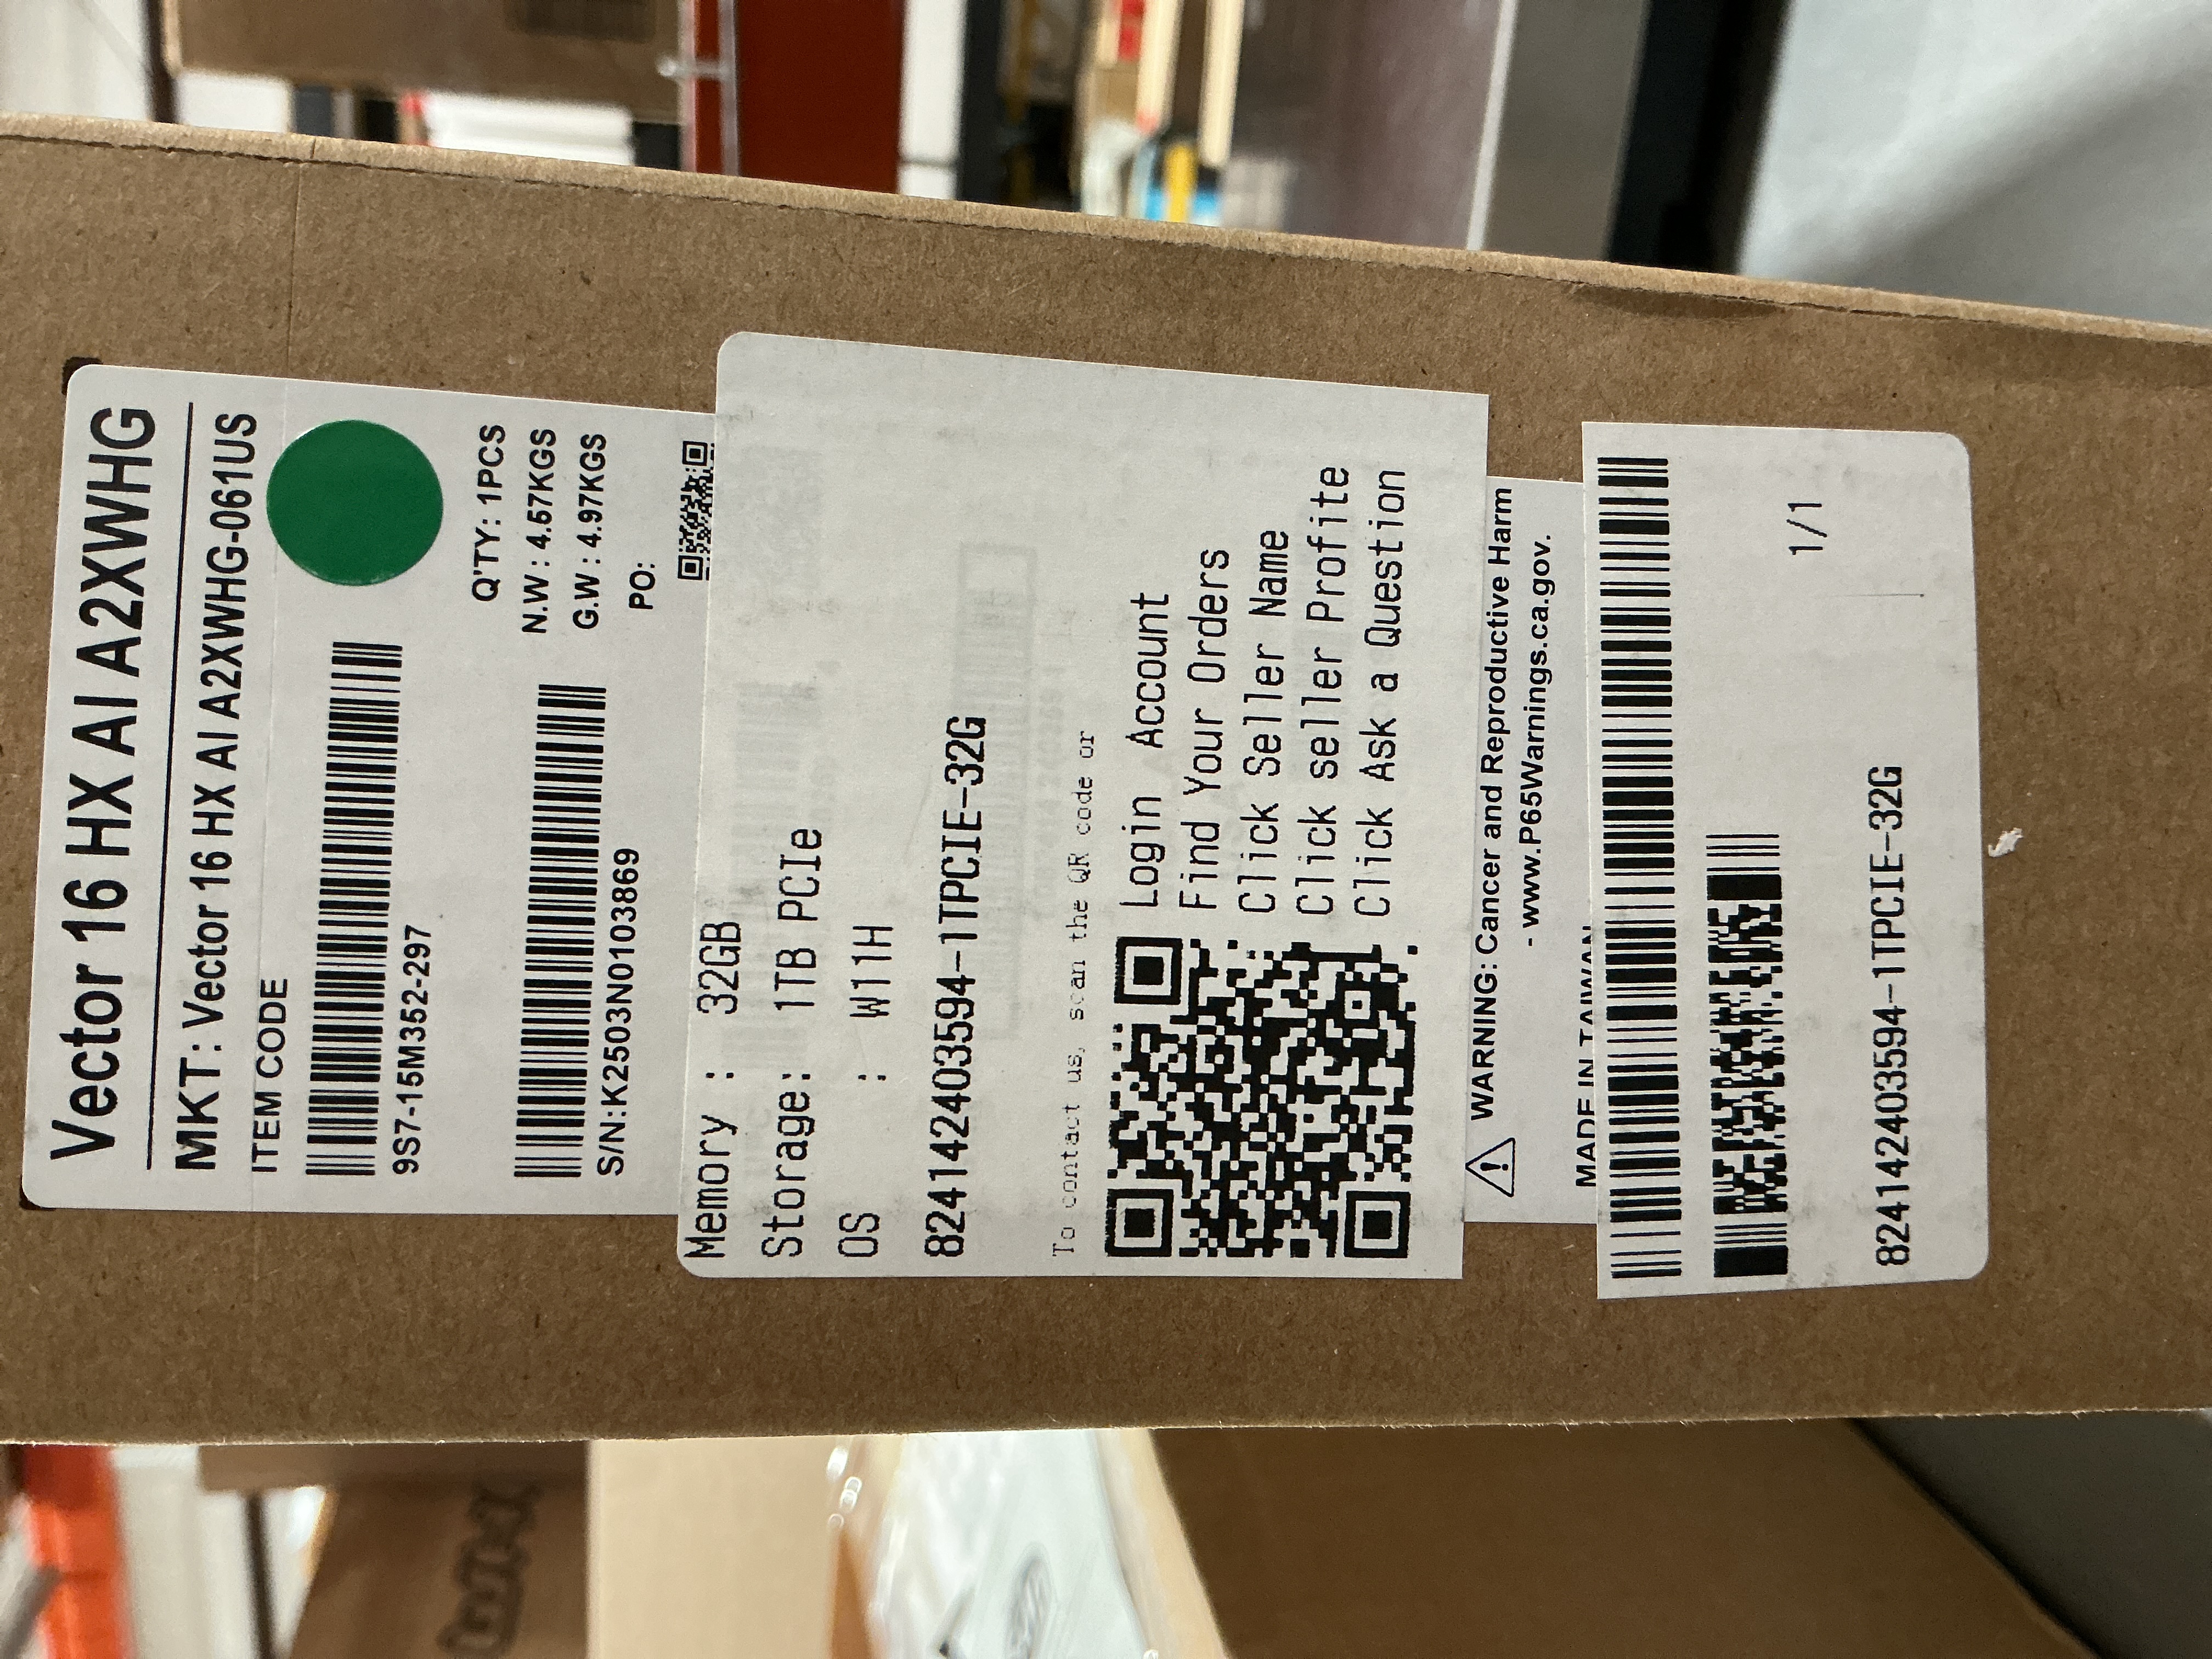 Vector 16 HX AI A2XWHG
MKT: Vector 16 HX AI A2XWHG-061US
ITEM CODE
9S7-15M352-297
Q'TY: 1PCS
N.W : 4.57KGS
G.W : 4.97KGS
PO:
S/N:K2503N0103869
Memory : 32GB
Storage: 1TB PCIe
OS : W11H
824142403594-1TPCIE-32G
To contact us, scan the QR code or
Login Account
Find Your Orders
Click Seller Name
Click seller Profite
Click Ask a Question
WARNING: Cancer and Reproductive Harm
- www.P65Warnings.ca.gov.
MADE IN TAIWAN
1/1
824142403594-1TPCIE-32G